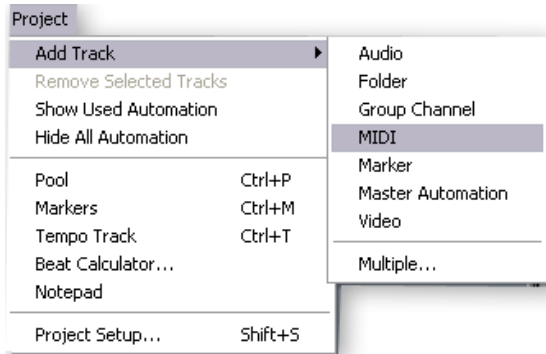 Project
Add Track
Remove Selected Tracks
Show Used Automation
Hide All Automation
Pool Ctrl+P
Markers Ctrl+M
Tempo Track Ctrl+T
Beat Calculator...
Notepad
Project Setup... Shift+S
Audio
Folder
Group Channel
MIDI
Marker
Master Automation
Video
Multiple...